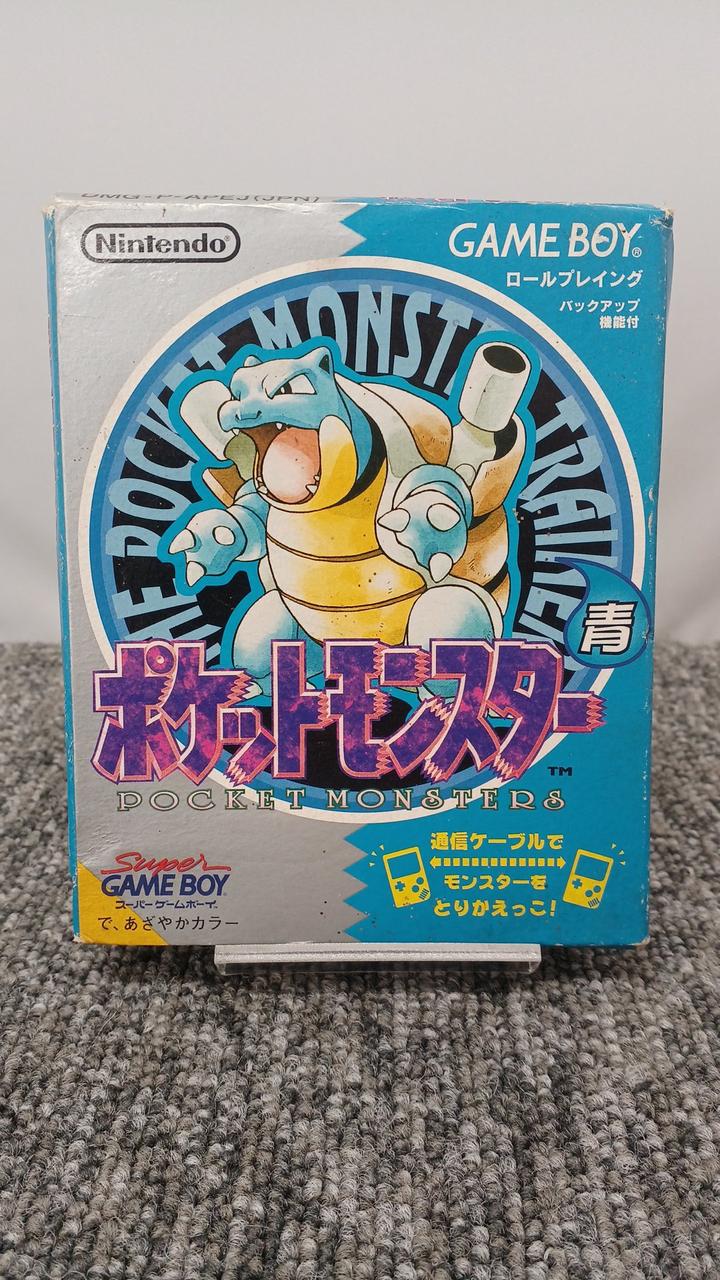 DMG-P-APEJ(JPN)
Nintendo®
GAME BOY®
ロールプレイング
バックアップ
機能付
POCKET MONSTERS TRAINER
青
ポケットモンスター
TM
POCKET MONSTERS
Super
GAME BOY
スーパーゲームボーイ
で、あざやかカラー
通信ケーブルで
モンスターを
とりかえっこ!